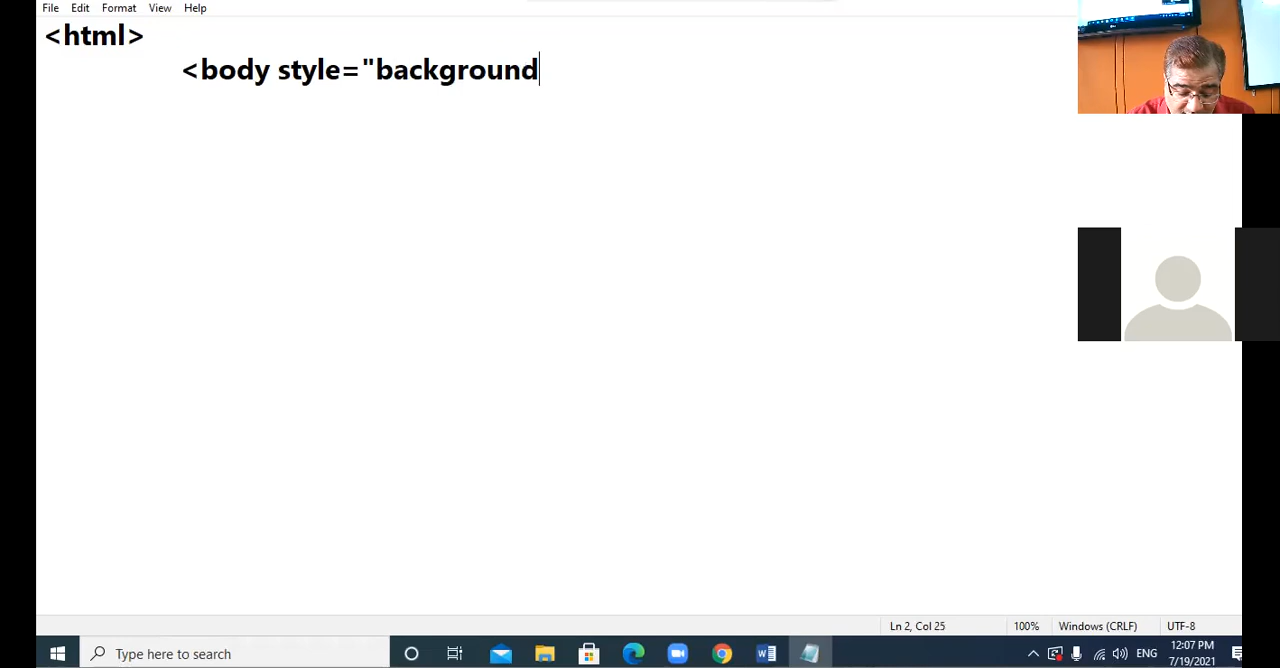 File Edit Format View Help
<html>
<body style="background
Ln 2, Col 25 100% Windows (CRLF) UTF-8
Type here to search ENG 12:07 PM
7/19/2021